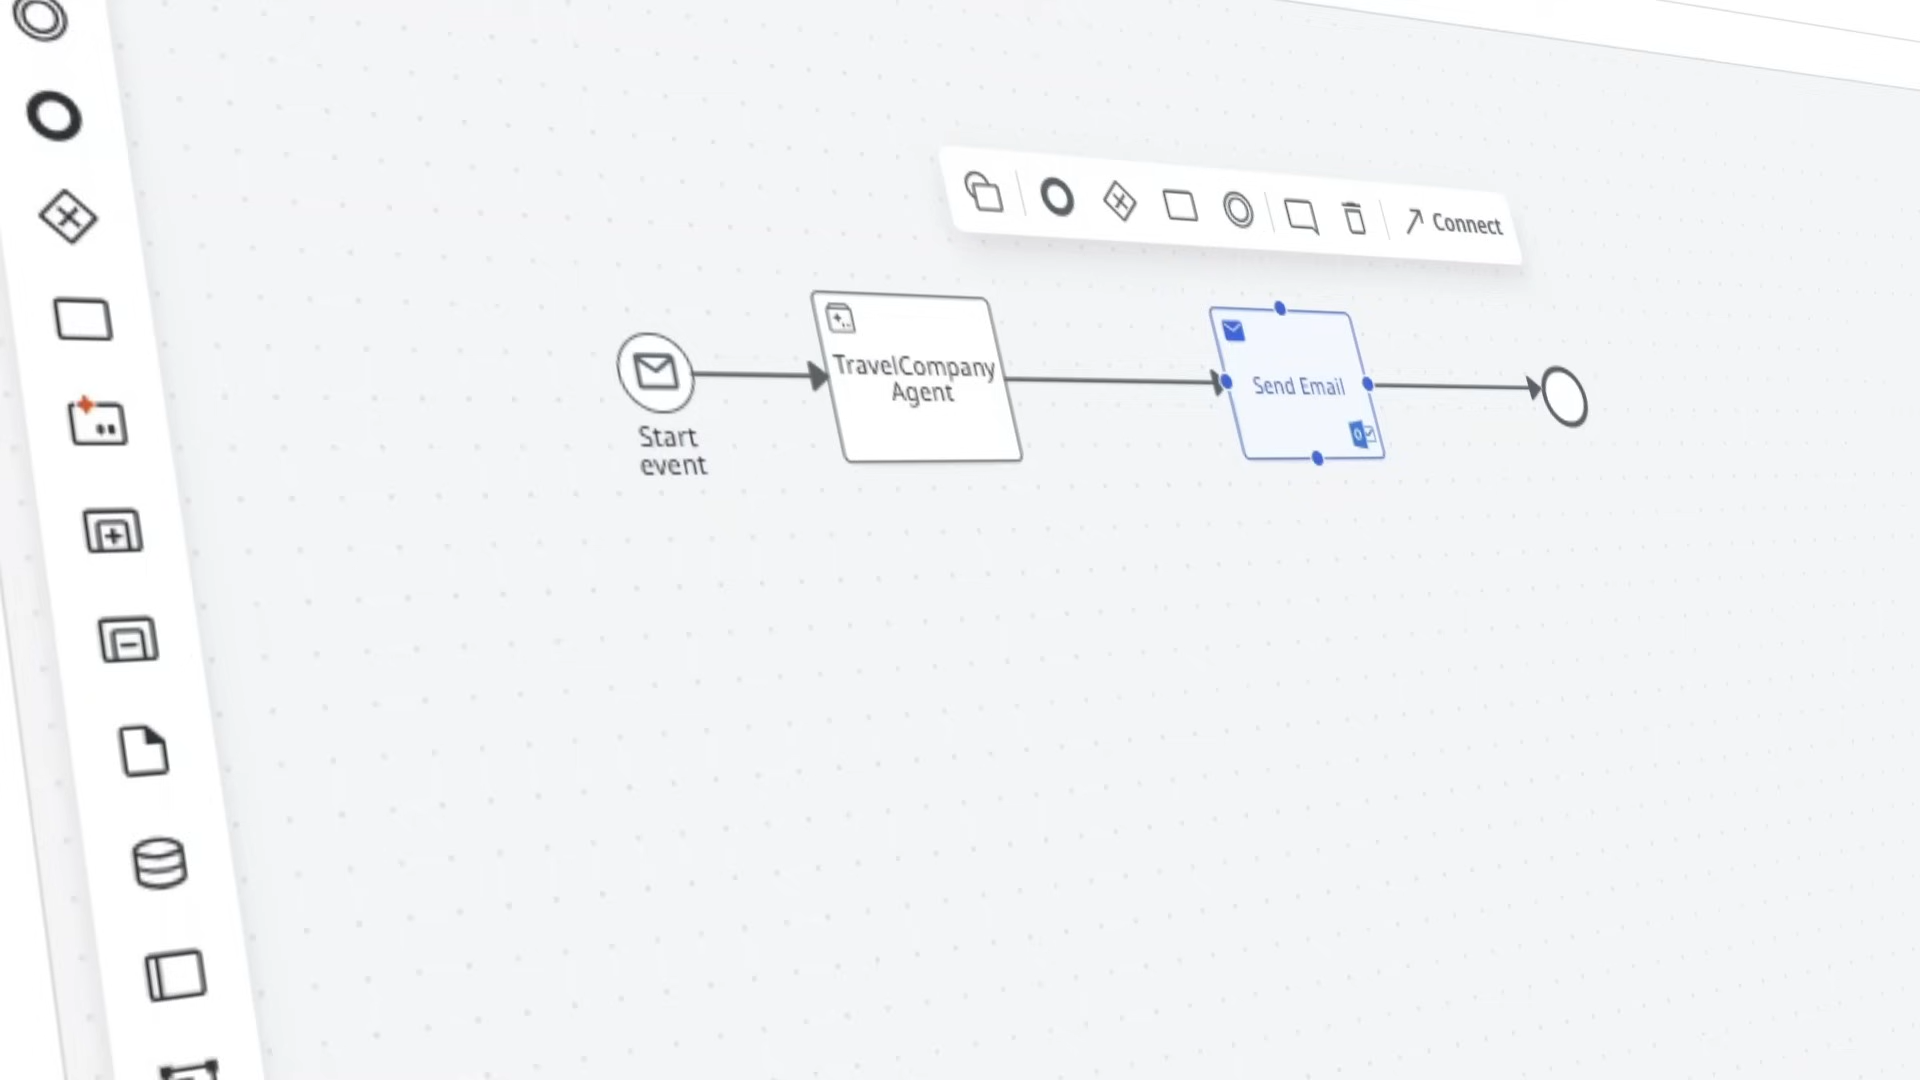 Connect
TravelCompany
Agent
Send Email
Start
event